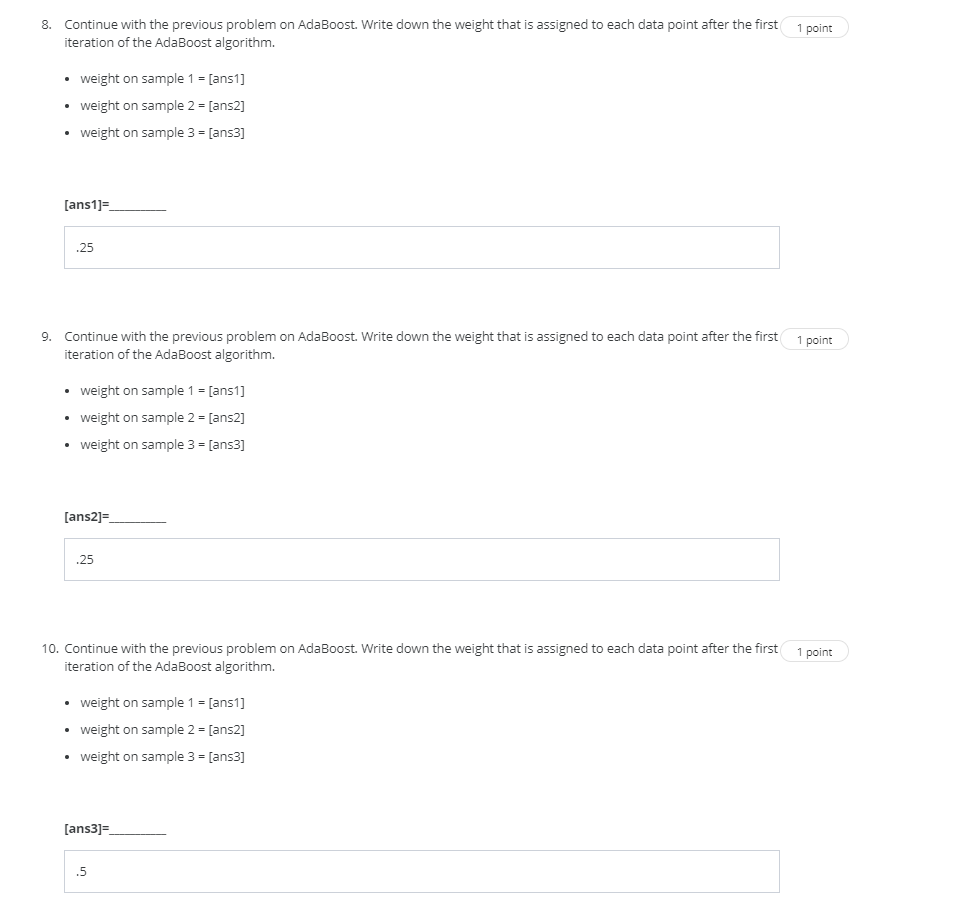 8. Continue with the previous problem on AdaBoost. Write down the weight that is assigned to each data point after the first 1 point
iteration of the AdaBoost algorithm.
• weight on sample 1 = [ans1]
• weight on sample 2 = [ans2]
• weight on sample 3 = [ans3]
[ans1]=_________
.25
9. Continue with the previous problem on AdaBoost. Write down the weight that is assigned to each data point after the first 1 point
iteration of the AdaBoost algorithm.
• weight on sample 1 = [ans1]
• weight on sample 2 = [ans2]
• weight on sample 3 = [ans3]
[ans2]=_________
.25
10. Continue with the previous problem on AdaBoost. Write down the weight that is assigned to each data point after the first 1 point
iteration of the AdaBoost algorithm.
• weight on sample 1 = [ans1]
• weight on sample 2 = [ans2]
• weight on sample 3 = [ans3]
[ans3]=_________
.5